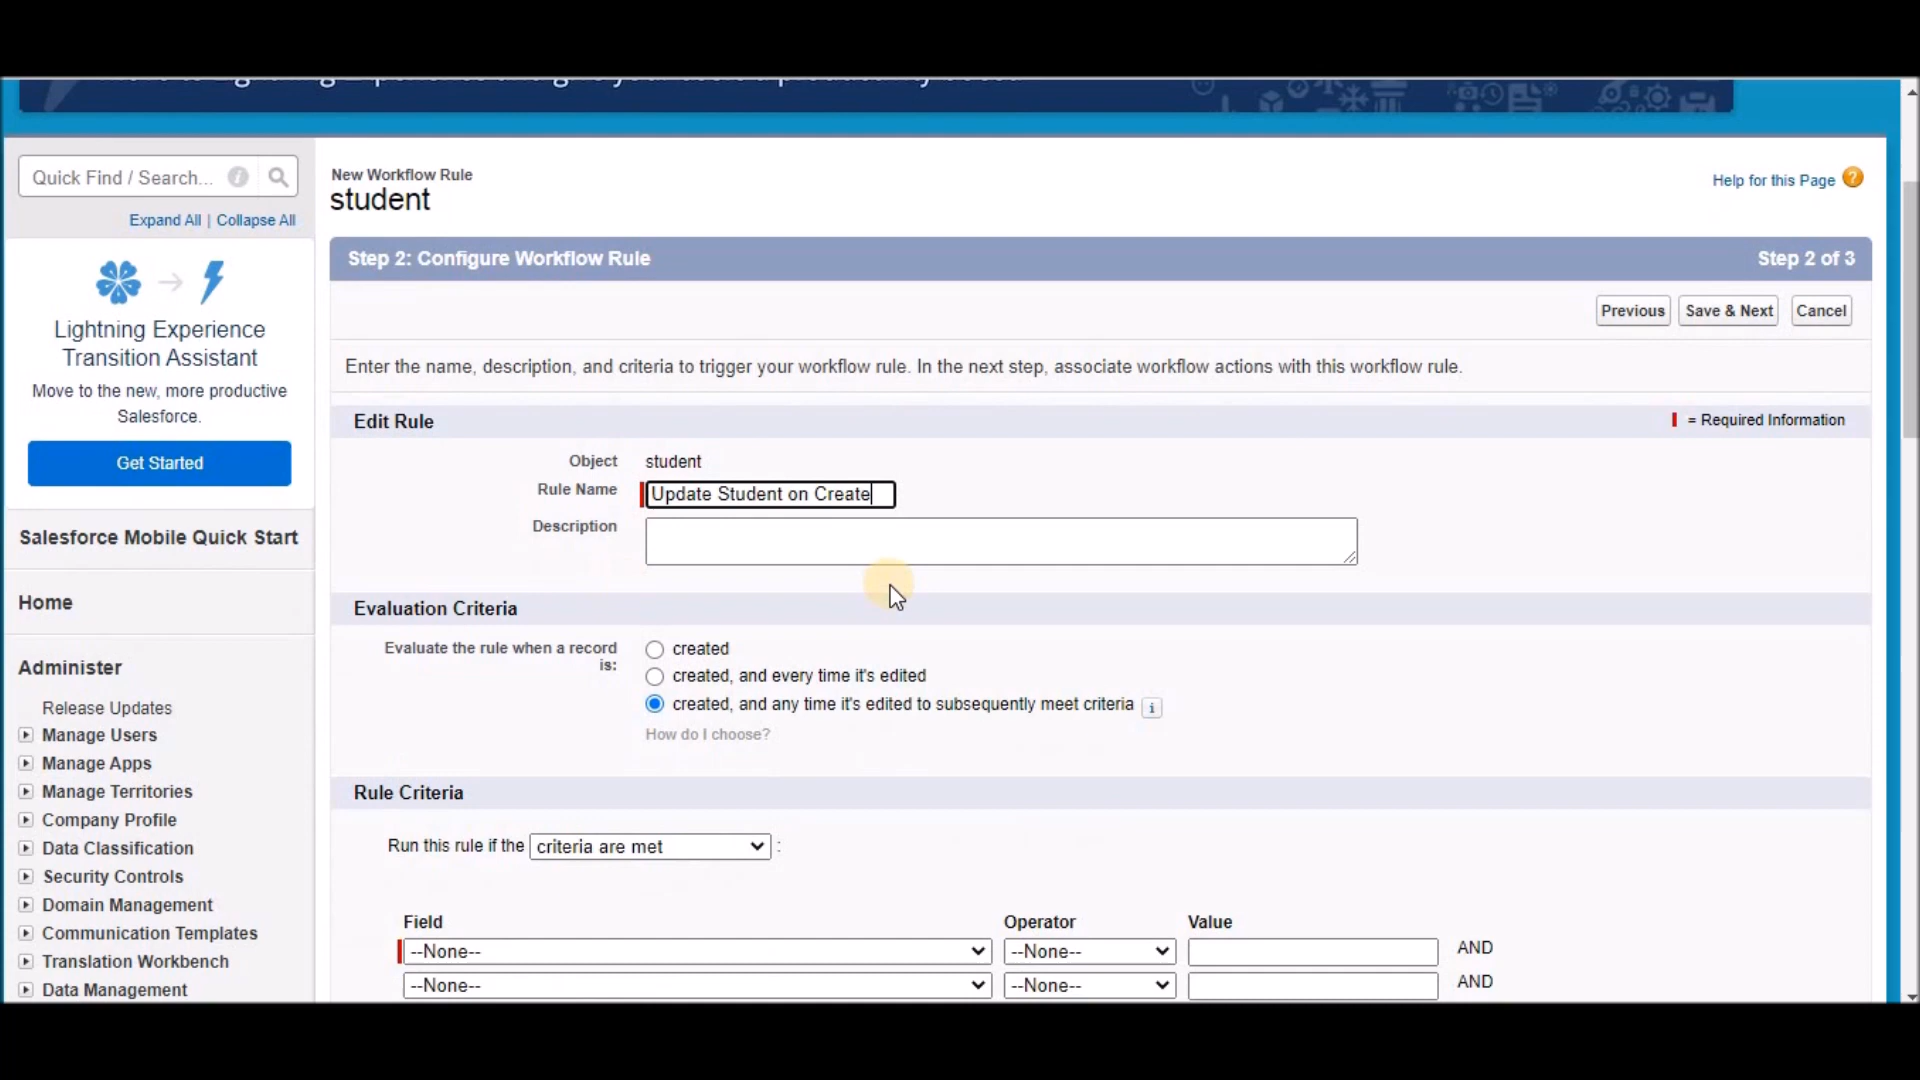 Quick Find / Search...
Expand All | Collapse All
Lightning Experience
Transition Assistant
Move to the new, more productive
Salesforce.
Get Started
Salesforce Mobile Quick Start
Home
Administer
Release Updates
Manage Users
Manage Apps
Manage Territories
Company Profile
Data Classification
Security Controls
Domain Management
Communication Templates
Translation Workbench
Data Management
New Workflow Rule
student
Help for this Page ?
Step 2: Configure Workflow Rule
Step 2 of 3
Previous
Save & Next
Cancel
Enter the name, description, and criteria to trigger your workflow rule. In the next step, associate workflow actions with this workflow rule.
Edit Rule
= Required Information
Object student
Rule Name Update Student on Create
Description
Evaluation Criteria
Evaluate the rule when a record
is:
created
created, and every time it's edited
created, and any time it's edited to subsequently meet criteria i
How do I choose?
Rule Criteria
Run this rule if the criteria are met :
Field Operator Value
--None-- --None-- AND
--None-- --None-- AND